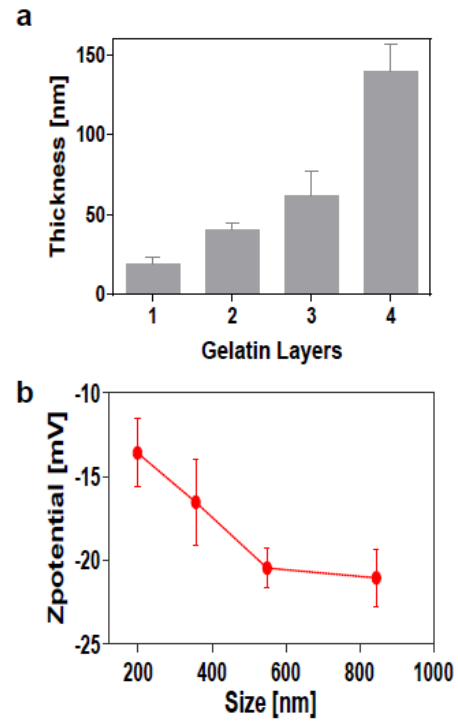 a
Thickness [nm]
150
100
50
0
1 2 3 4
Gelatin Layers
b
Zpotential [mV]
-10
-15
-20
-25
200 400 600 800 1000
Size [nm]